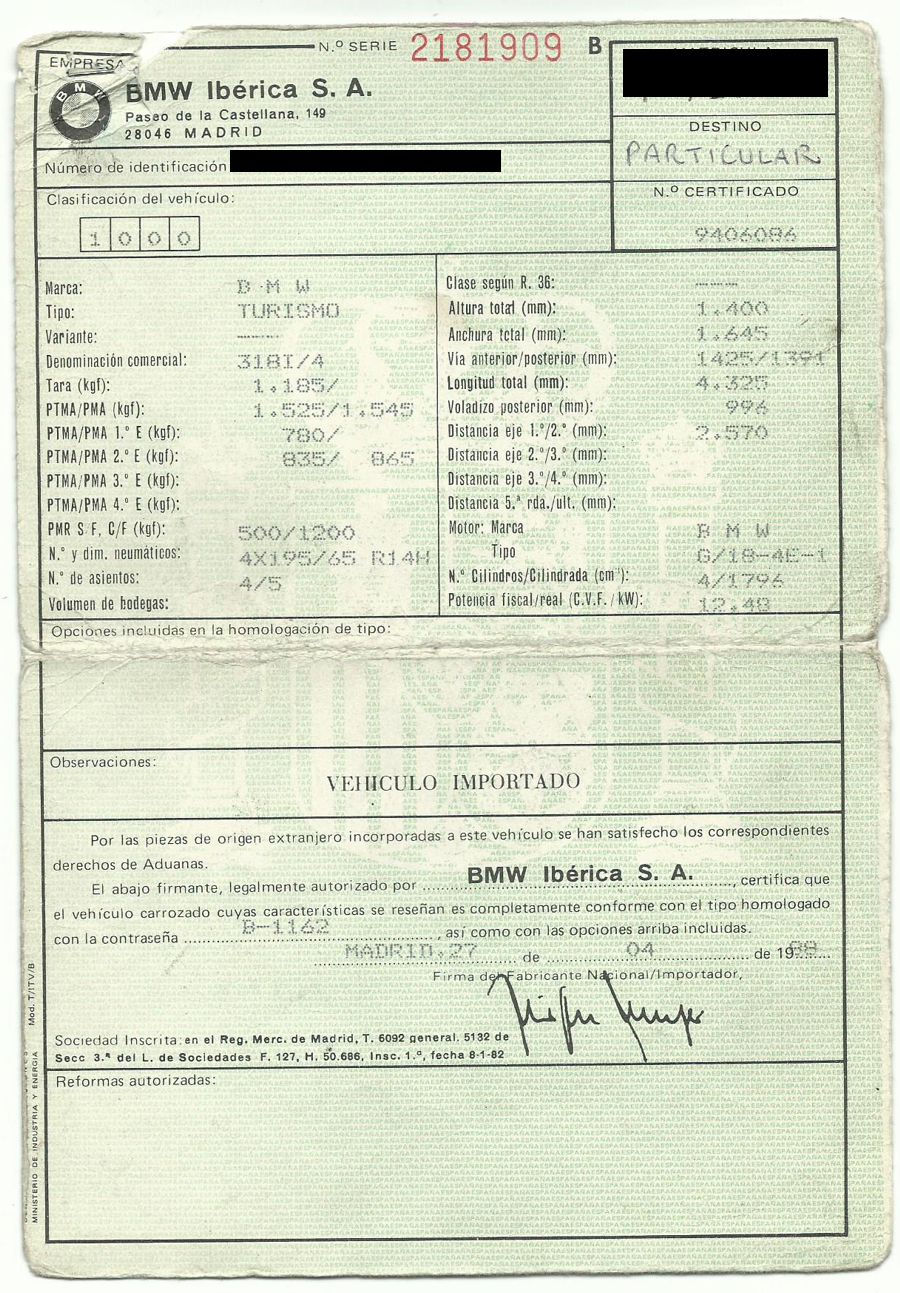 N.º SERIE 2181909 B
EMPRESA
BMW
BMW Ibérica S. A.
Paseo de la Castellana, 149
28046 MADRID
DESTINO
PARTICULAR
Número de identificación
N.º CERTIFICADO
9406086
Clasificación del vehículo:
1 0 0 0
Marca: B M W
Tipo: TURISMO
Variante: ----
Denominación comercial: 318I/4
Tara (kgf): 1.185/
PTMA/PMA (kgf): 1.525/1.545
PTMA/PMA 1.º E (kgf): 780/
PTMA/PMA 2.º E (kgf): 835/ 865
PTMA/PMA 3.º E (kgf):
PTMA/PMA 4.º E (kgf):
PMR S/F, C/F (kgf): 500/1200
N.º y dim. neumáticos: 4X195/65 R14H
N.º de asientos: 4/5
Volumen de bodegas:
Clase según R. 36: ----
Altura total (mm): 1.400
Anchura total (mm): 1.645
Via anterior/posterior (mm): 1425/1391
Longitud total (mm): 4.325
Voladizo posterior (mm): 996
Distancia eje 1.º/2.º (mm): 2.570
Distancia eje 2.º/3.º (mm):
Distancia eje 3.º/4.º (mm):
Distancia 5.ª rda./ult. (mm):
Motor: Marca B M W
Tipo G/18-4E-1
N.º Cilindros/Cilindrada (cm³): 4/1796
Potencia fiscal/real (C.V.F./kW): 12.48
Opciones incluidas en la homologación de tipo:
Observaciones:
VEHICULO IMPORTADO
Por las piezas de origen extranjero incorporadas a este vehículo se han satisfecho los correspondientes
derechos de Aduanas.
El abajo firmante, legalmente autorizado por BMW Ibérica S. A., certifica que
el vehículo carrozado cuyas características se reseñan es completamente conforme con el tipo homologado
con la contraseña B-1162, así como con las opciones arriba incluidas.
MADRID.27 de 04 de 1988
Firma del Fabricante Nacional/Importador,
Sociedad Inscrita: en el Reg. Merc. de Madrid, T. 6092 general. 5132 de
Secc 3.ª del L. de Sociedades F. 127, H. 50.686, Insc. 1.º, fecha 8-1-82
Reformas autorizadas:
MINISTERIO DE INDUSTRIA Y ENERGIA Mod. T/ITV/B